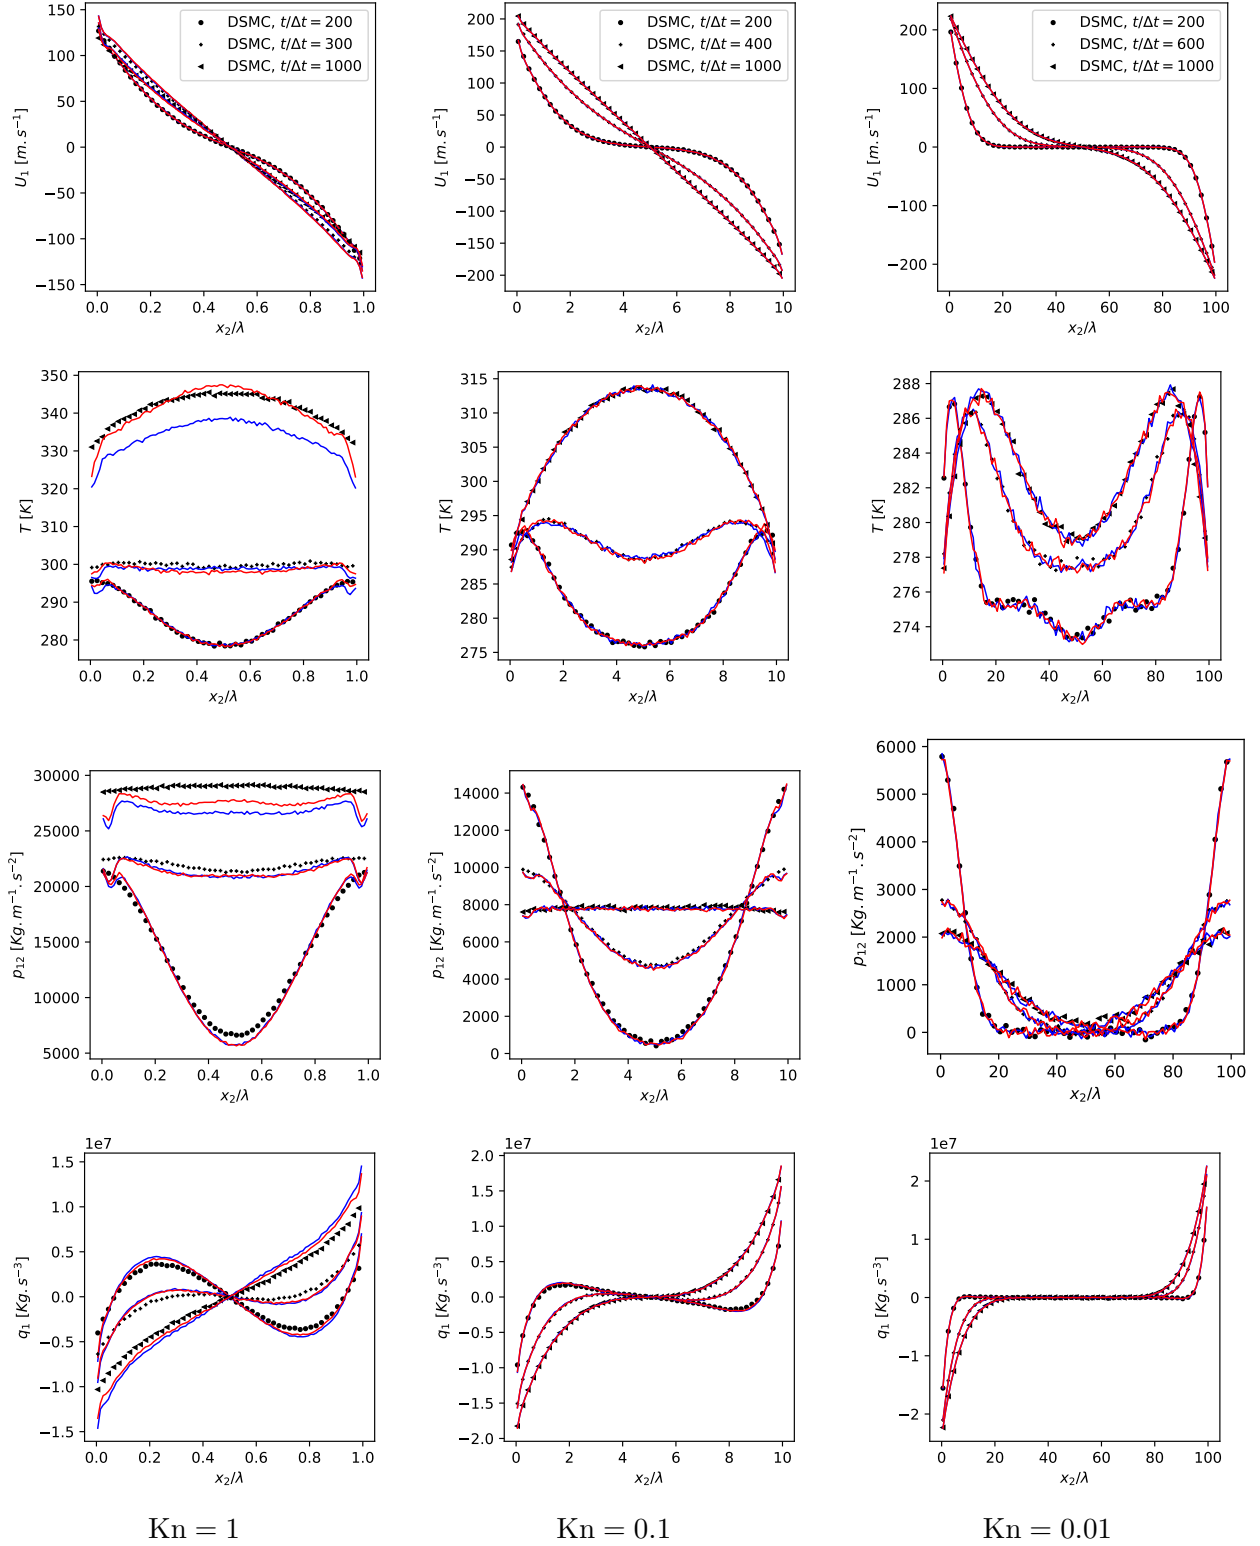 DSMC, t/Δt = 200
DSMC, t/Δt = 300
DSMC, t/Δt = 1000
150
100
50
0
−50
−100
−150
U₁ [m.s⁻¹]
0.0 0.2 0.4 0.6 0.8 1.0
x₂/λ
DSMC, t/Δt = 200
DSMC, t/Δt = 400
DSMC, t/Δt = 1000
200
150
100
50
0
−50
−100
−150
−200
U₁ [m.s⁻¹]
0 2 4 6 8 10
x₂/λ
DSMC, t/Δt = 200
DSMC, t/Δt = 600
DSMC, t/Δt = 1000
200
100
0
−100
−200
U₁ [m.s⁻¹]
0 20 40 60 80 100
x₂/λ
350
340
330
320
310
300
290
280
T [K]
0.0 0.2 0.4 0.6 0.8 1.0
x₂/λ
315
310
305
300
295
290
285
280
275
T [K]
0 2 4 6 8 10
x₂/λ
288
286
284
282
280
278
276
274
T [K]
0 20 40 60 80 100
x₂/λ
30000
25000
20000
15000
10000
5000
p₁₂ [Kg.m⁻¹.s⁻²]
0.0 0.2 0.4 0.6 0.8 1.0
x₂/λ
14000
12000
10000
8000
6000
4000
2000
0
p₁₂ [Kg.m⁻¹.s⁻²]
0 2 4 6 8 10
x₂/λ
6000
5000
4000
3000
2000
1000
0
p₁₂ [Kg.m⁻¹.s⁻²]
0 20 40 60 80 100
x₂/λ
1e7
1.5
1.0
0.5
0.0
−0.5
−1.0
−1.5
q₁ [Kg.s⁻³]
0.0 0.2 0.4 0.6 0.8 1.0
x₂/λ
1e7
2.0
1.5
1.0
0.5
0.0
−0.5
−1.0
−1.5
−2.0
q₁ [Kg.s⁻³]
0 2 4 6 8 10
x₂/λ
1e7
2
1
0
−1
−2
q₁ [Kg.s⁻³]
0 20 40 60 80 100
x₂/λ
Kn = 1
Kn = 0.1
Kn = 0.01